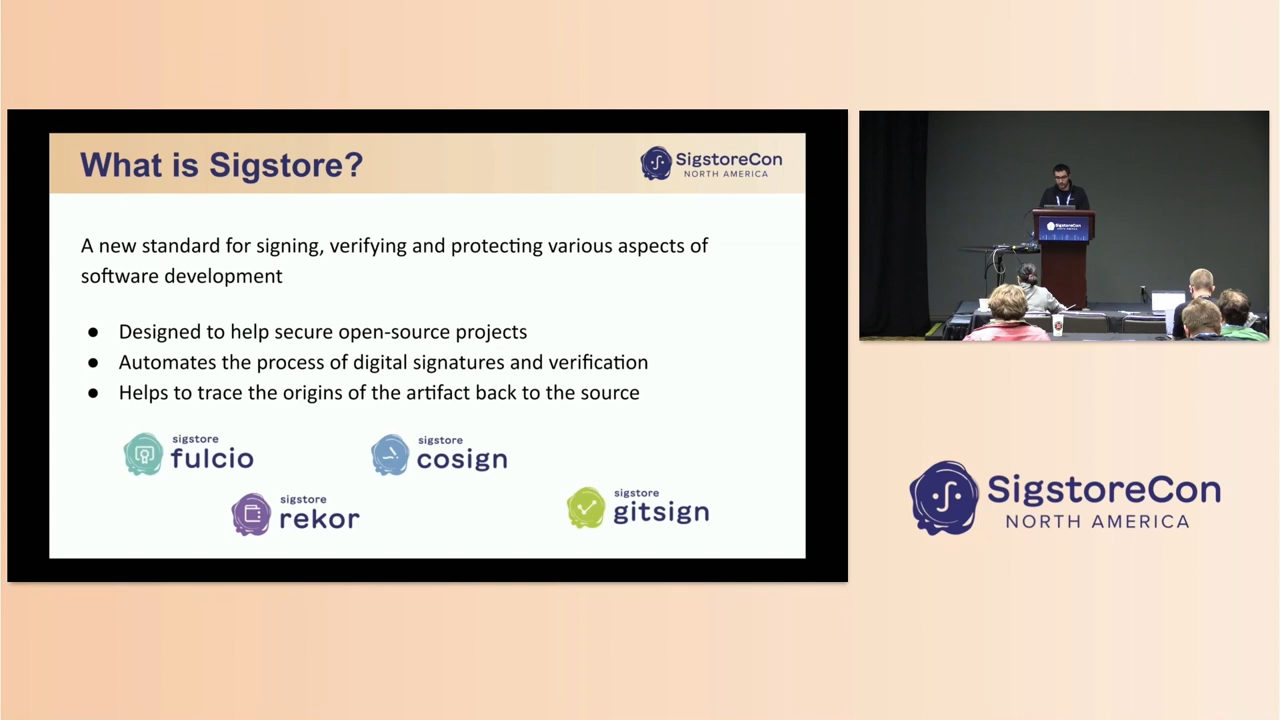 What is Sigstore?
SigstoreCon
NORTH AMERICA
A new standard for signing, verifying and protecting various aspects of
software development
● Designed to help secure open-source projects
● Automates the process of digital signatures and verification
● Helps to trace the origins of the artifact back to the source
sigstore
fulcio
sigstore
cosign
sigstore
rekor
sigstore
gitsign
SigstoreCon
SigstoreCon
NORTH AMERICA